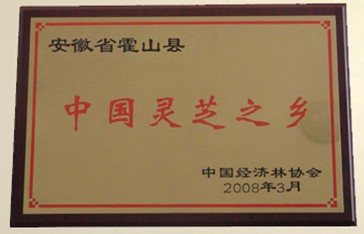 安徽省霍山县
中国灵芝之乡
中国经济林协会
2008年3月